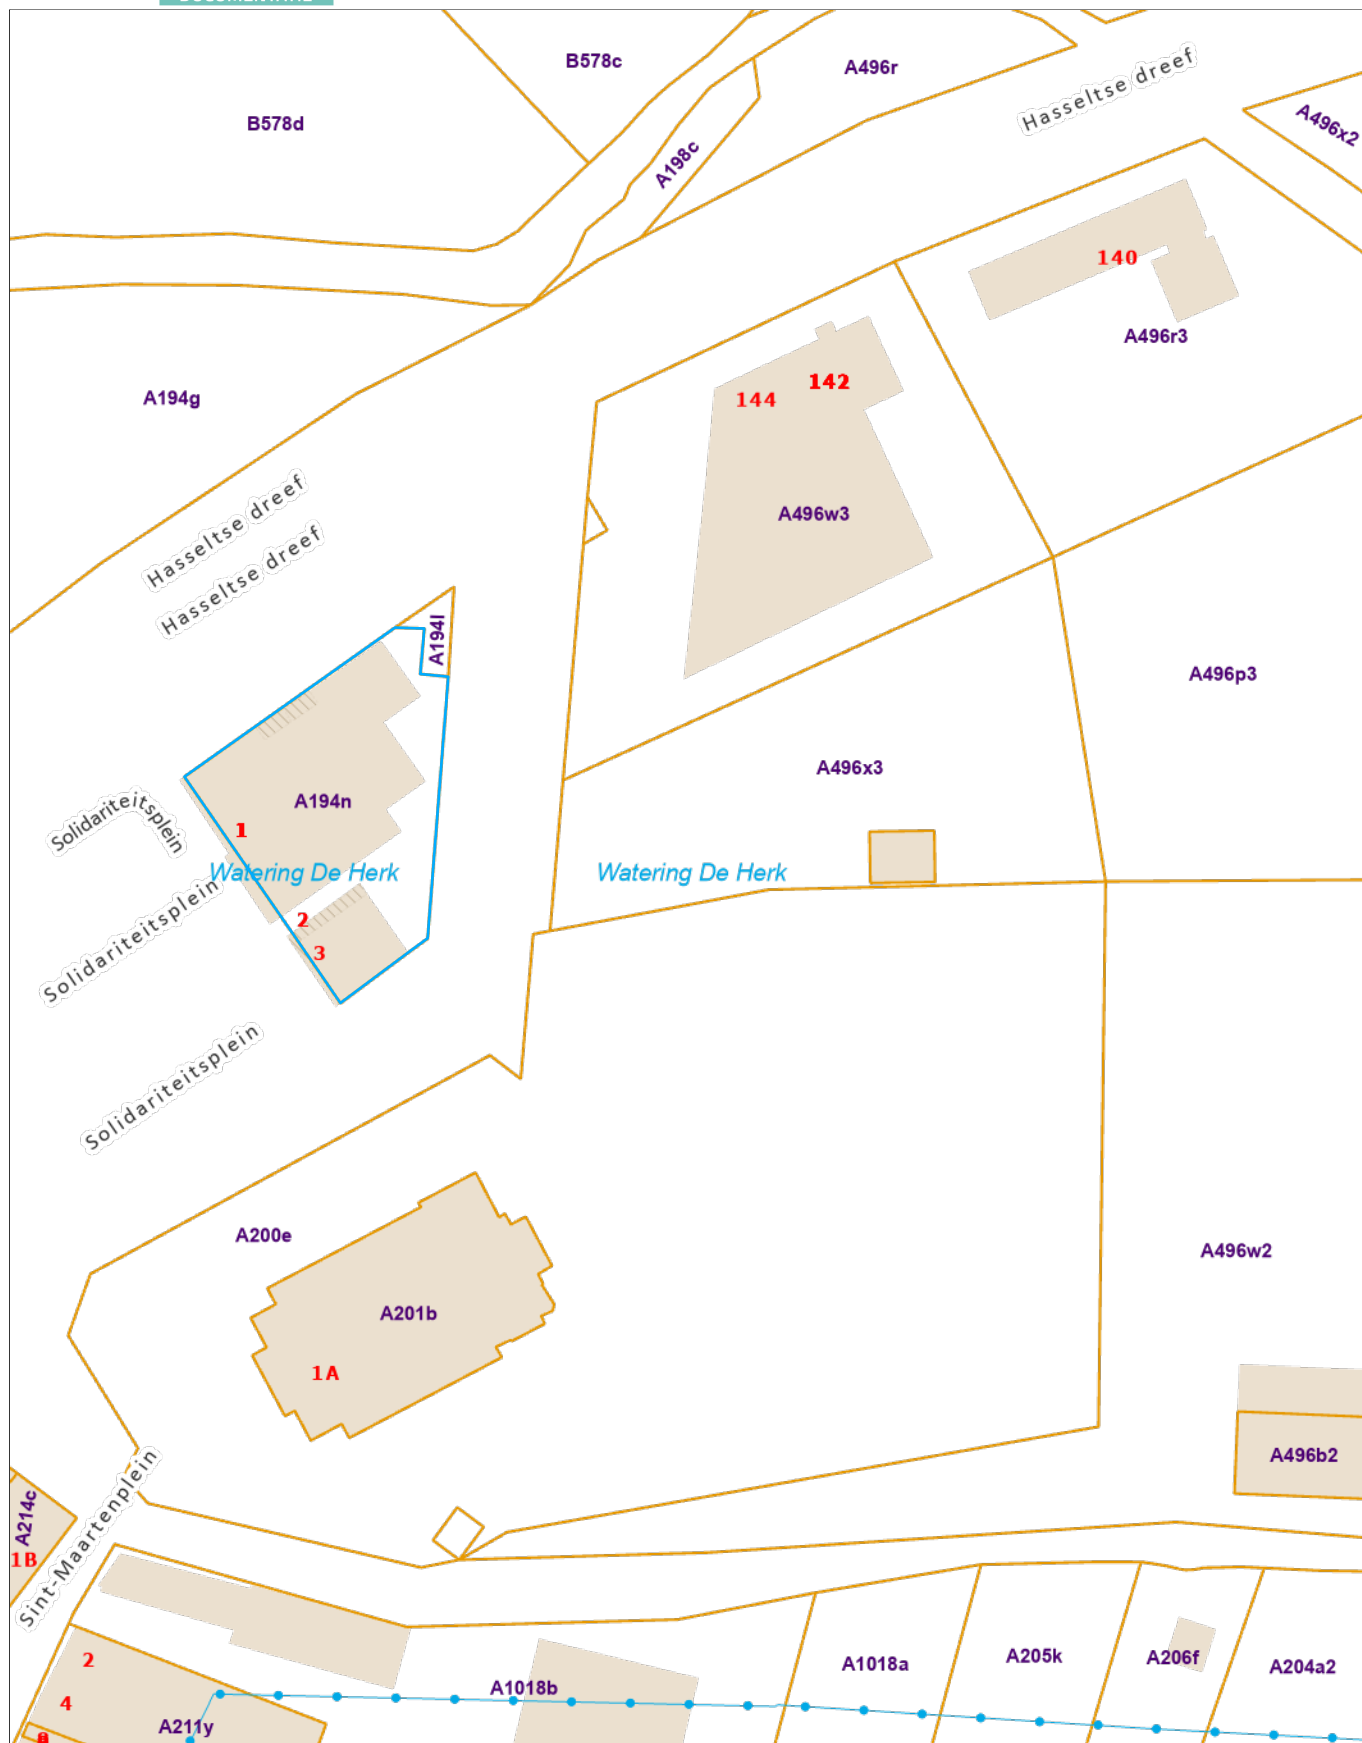 B578c
A496r
Hasseltse dreef
B578d
A496x2
A198c
140
A496r3
142
144
A194g
A496w3
Hasseltse dreef
Hasseltse dreef
A194l
A496p3
A496x3
A194n
Solidariteitsplein
1
Watering De Herk
Watering De Herk
Solidariteitsplein
2
3
Solidariteitsplein
A200e
A496w2
A201b
1A
A496b2
A214c
1B
Sint-Maartenplein
2
A1018a
A205k
A206f
A204a2
A1018b
4
A211y